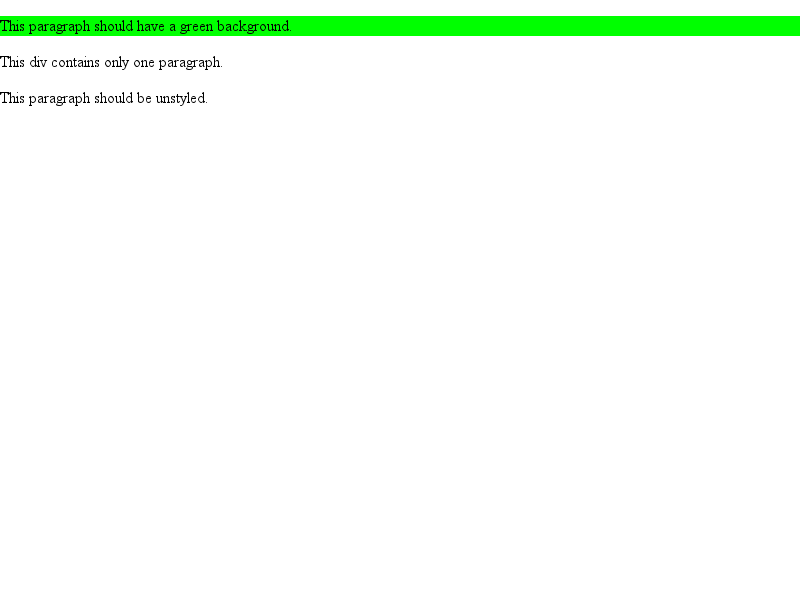 This paragraph should have a green background.
This div contains only one paragraph.
This paragraph should be unstyled.